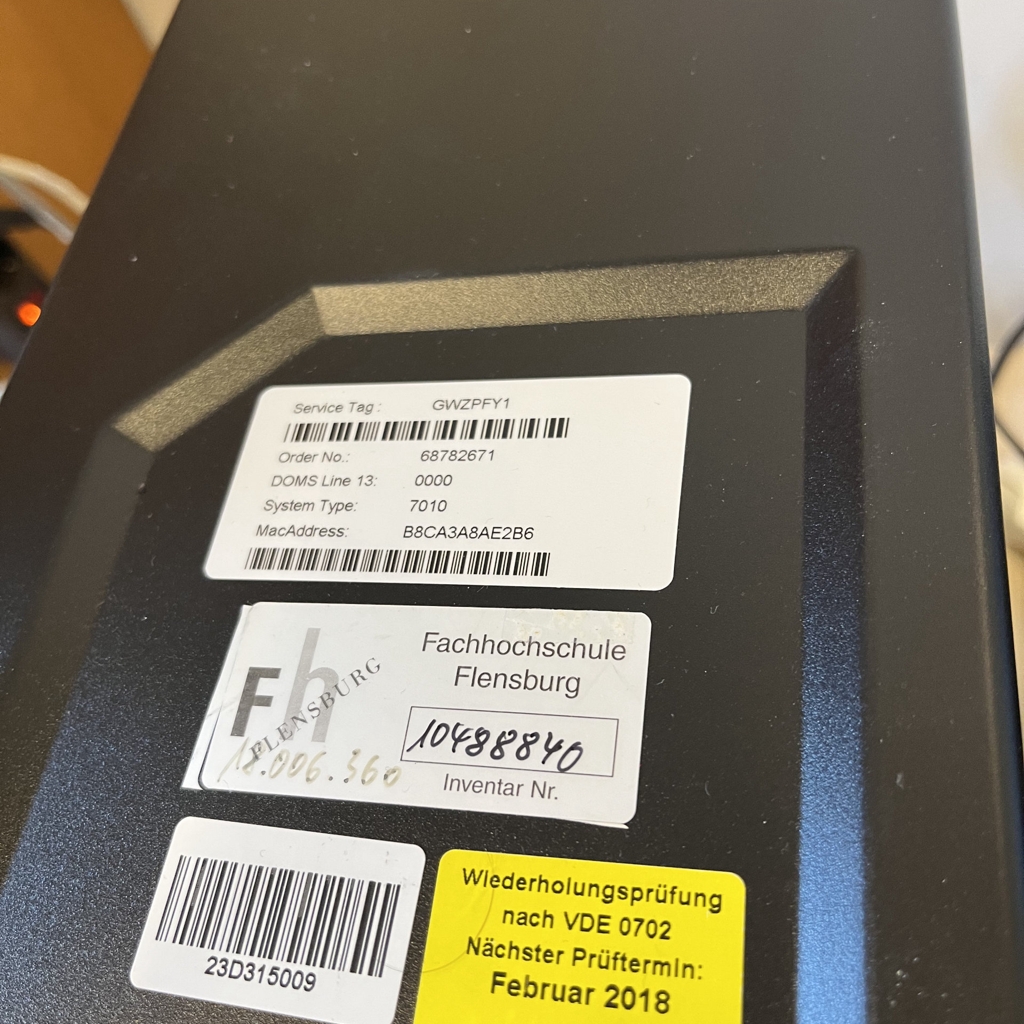 Service Tag: GWZPFY1
Order No.: 68782671
DOMS Line 13: 0000
System Type: 7010
MacAddress: B8CA3A8AE2B6
Fh
FLENSBURG
Fachhochschule
Flensburg
10488840
18.006.360
Inventar Nr.
23D315009
Wiederholungsprüfung
nach VDE 0702
Nächster Prüftermin:
Februar 2018